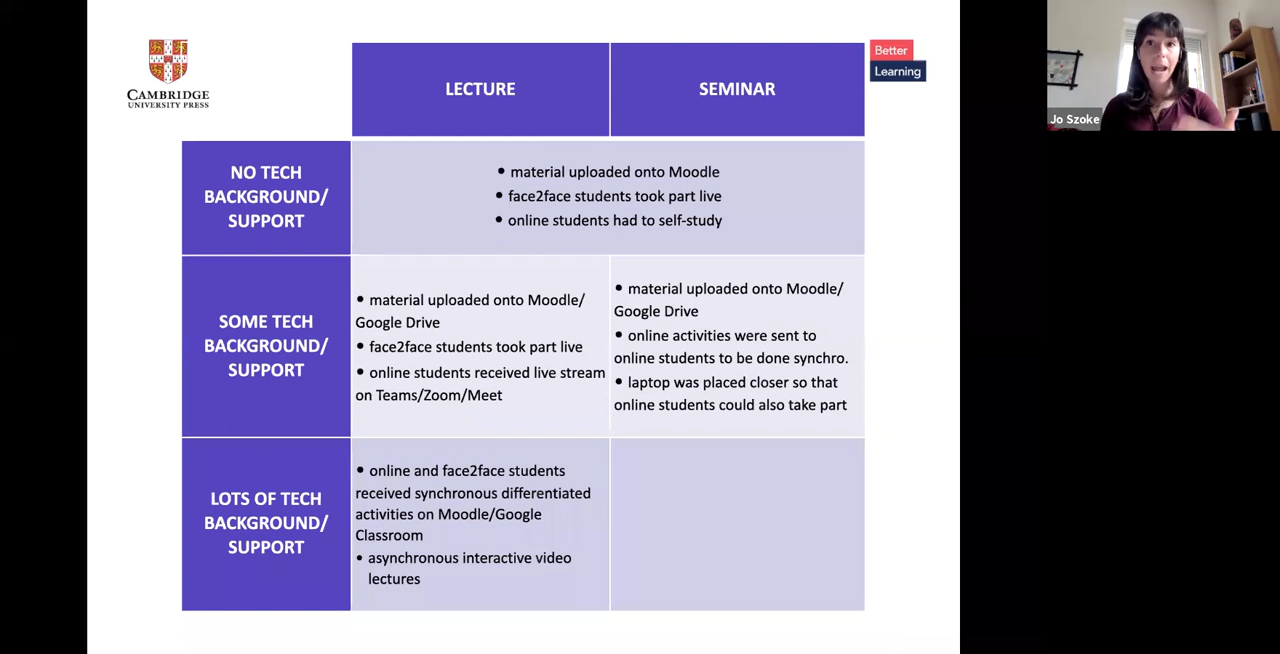 CAMBRIDGE
UNIVERSITY PRESS
LECTURE
SEMINAR
Better
Learning
Jo Szoke
NO TECH
BACKGROUND/
SUPPORT
• material uploaded onto Moodle
• face2face students took part live
• online students had to self-study
SOME TECH
BACKGROUND/
SUPPORT
• material uploaded onto Moodle/
Google Drive
• face2face students took part live
• online students received live stream
on Teams/Zoom/Meet
• material uploaded onto Moodle/
Google Drive
• online activities were sent to
online students to be done synchro.
• laptop was placed closer so that
online students could also take part
LOTS OF TECH
BACKGROUND/
SUPPORT
• online and face2face students
received synchronous differentiated
activities on Moodle/Google
Classroom
• asynchronous interactive video
lectures